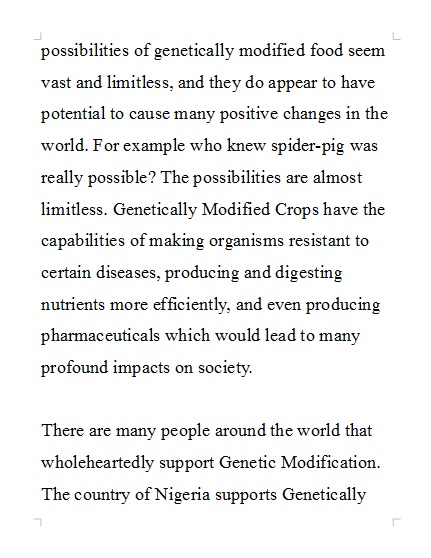 possibilities of genetically modified food seem
vast and limitless, and they do appear to have
potential to cause many positive changes in the
world. For example who knew spider-pig was
really possible? The possibilities are almost
limitless. Genetically Modified Crops have the
capabilities of making organisms resistant to
certain diseases, producing and digesting
nutrients more efficiently, and even producing
pharmaceuticals which would lead to many
profound impacts on society.

There are many people around the world that
wholeheartedly support Genetic Modification.
The country of Nigeria supports Genetically